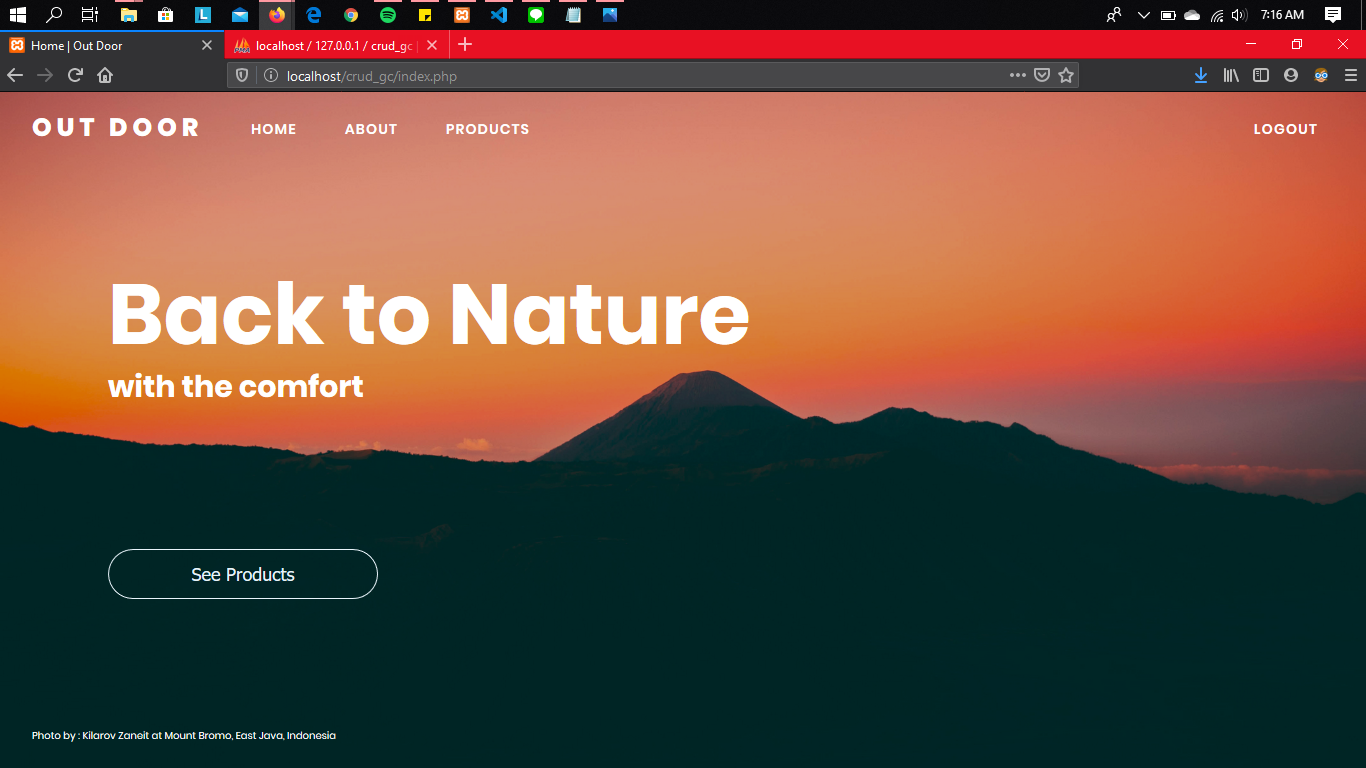 7:16 AM
Home | Out Door
localhost / 127.0.0.1 / crud_gc |
localhost/crud_gc/index.php
OUT DOOR HOME ABOUT PRODUCTS LOGOUT
Back to Nature
with the comfort
See Products
Photo by : Kilarov Zaneit at Mount Bromo, East Java, Indonesia